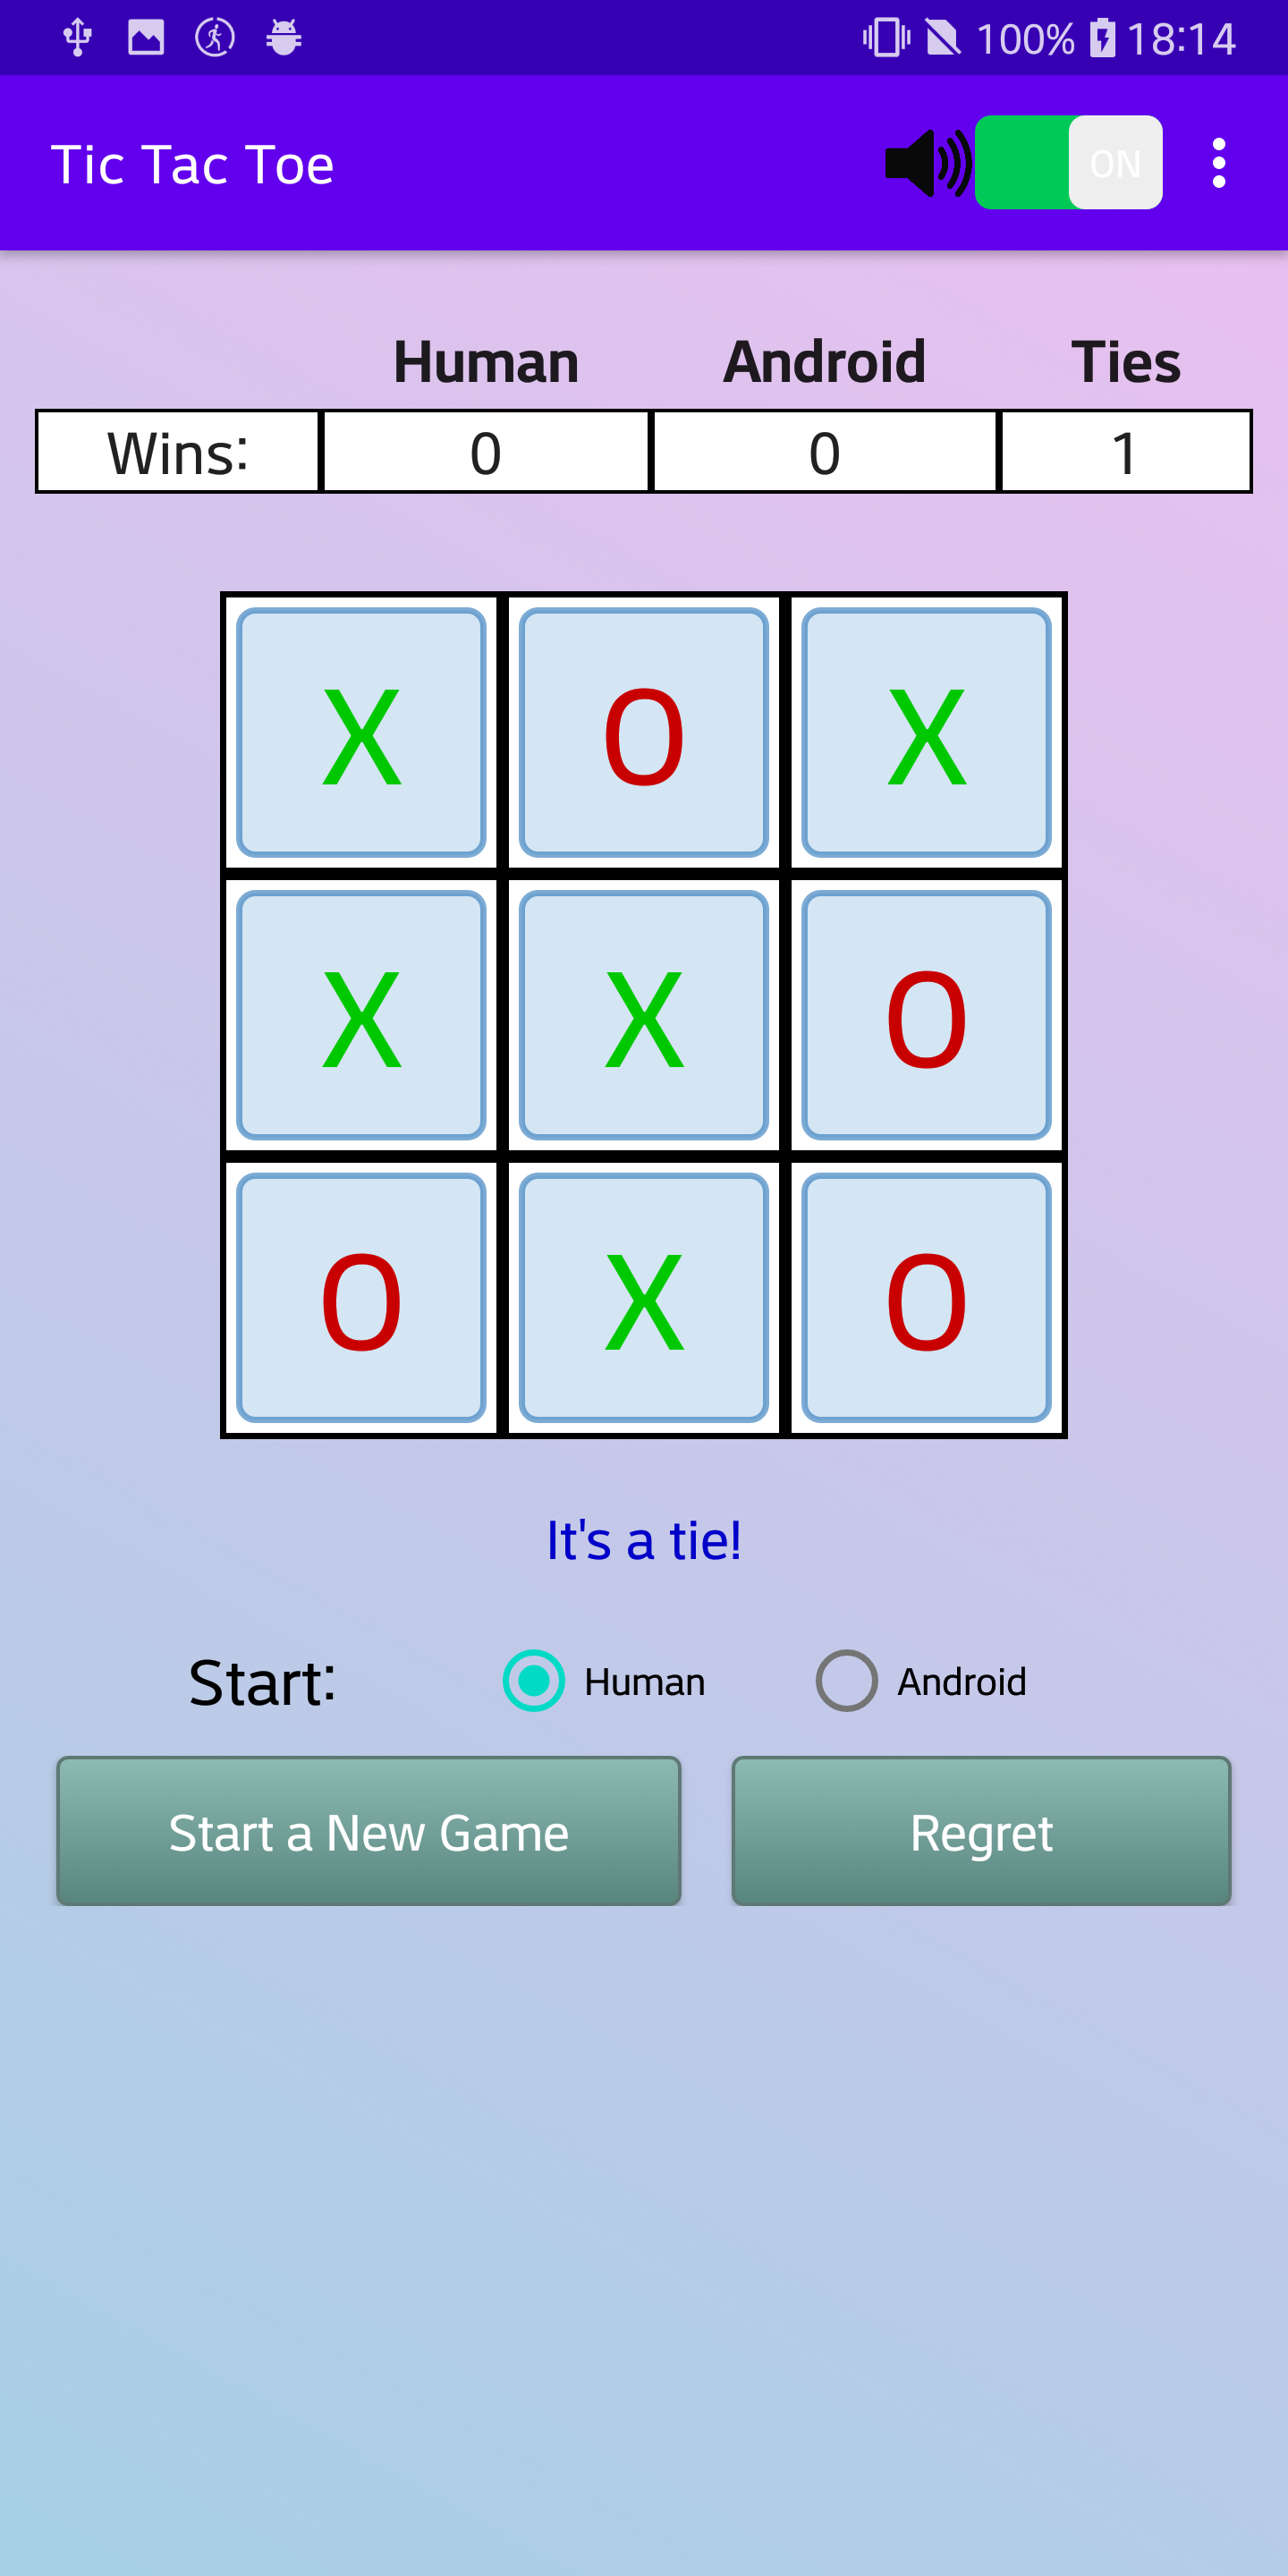 100% 18:14
Tic Tac Toe ON
Human Android Ties
Wins: 0 0 1
X O X
X X O
O X O
It's a tie!
Start: Human Android
Start a New Game Regret